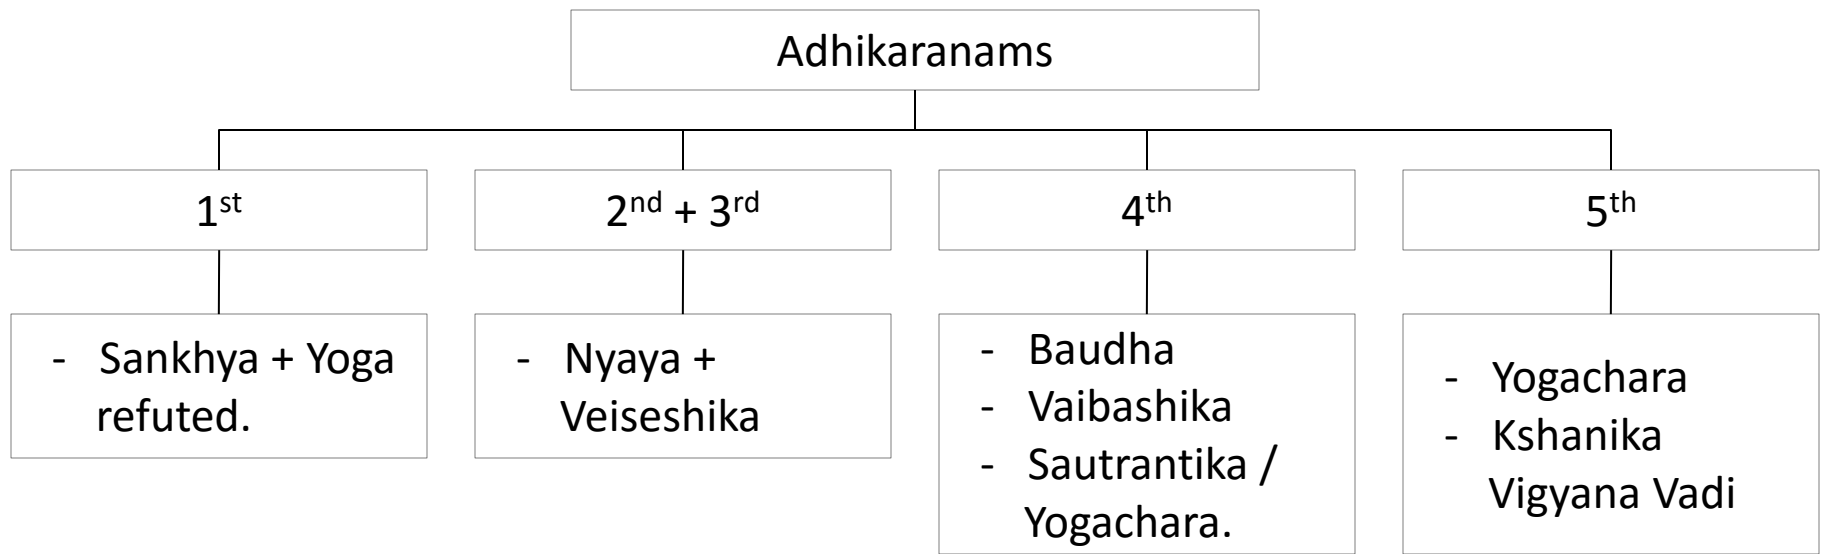 Adhikaranams
1st
2nd + 3rd
4th
5th
- Sankhya + Yoga
refuted.
- Nyaya +
Veiseshika
- Baudha
- Vaibashika
- Sautrantika /
Yogachara.
- Yogachara
- Kshanika
Vigyana Vadi